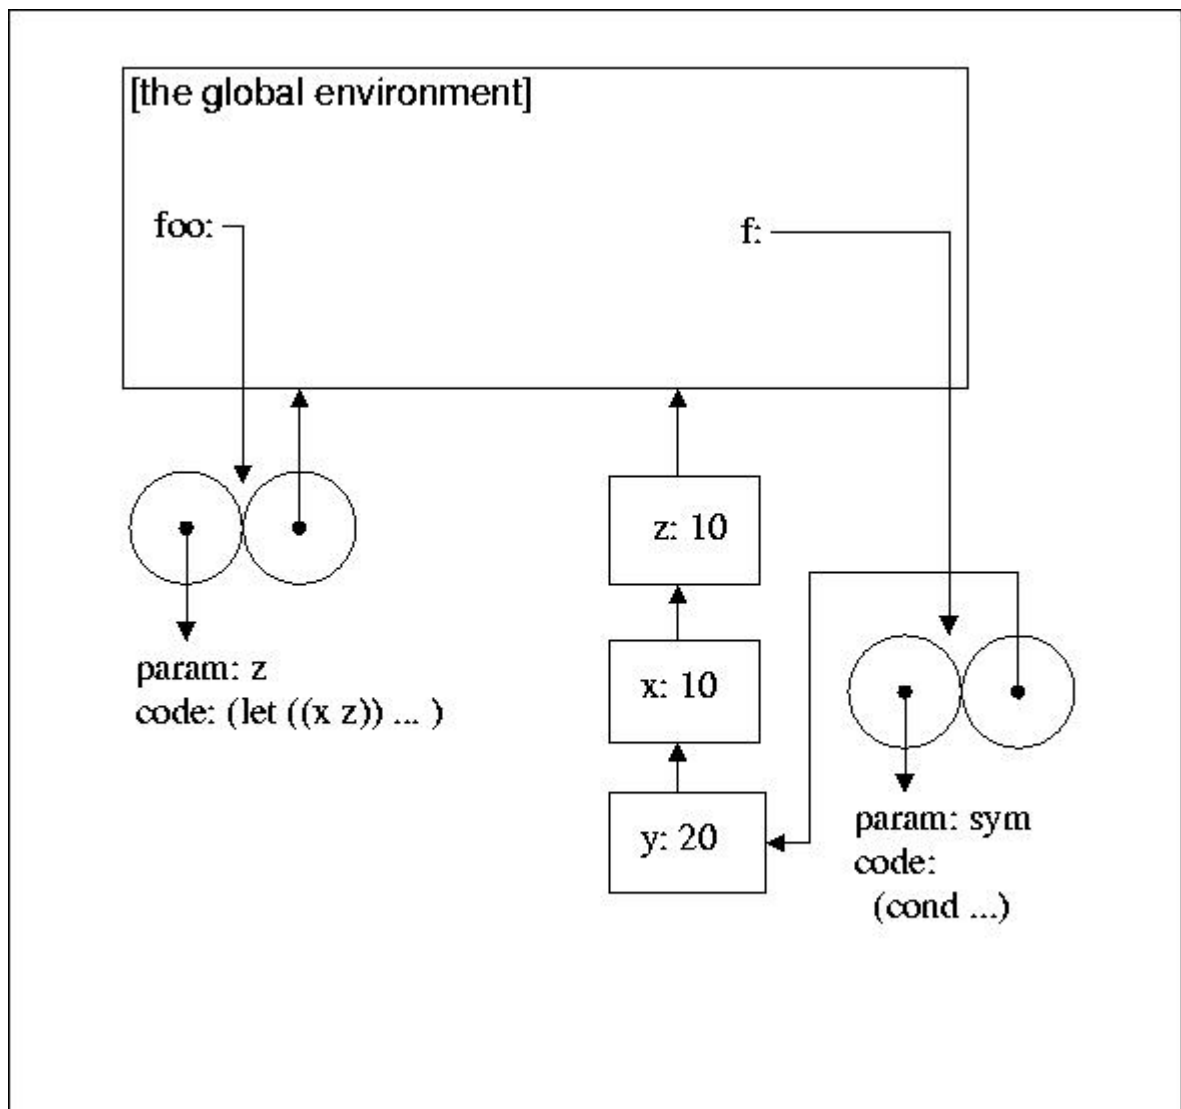 [the global environment]
foo:
f:
z: 10
param: z
code: (let ((x z)) ... )
x: 10
y: 20
param: sym
code:
(cond ...)